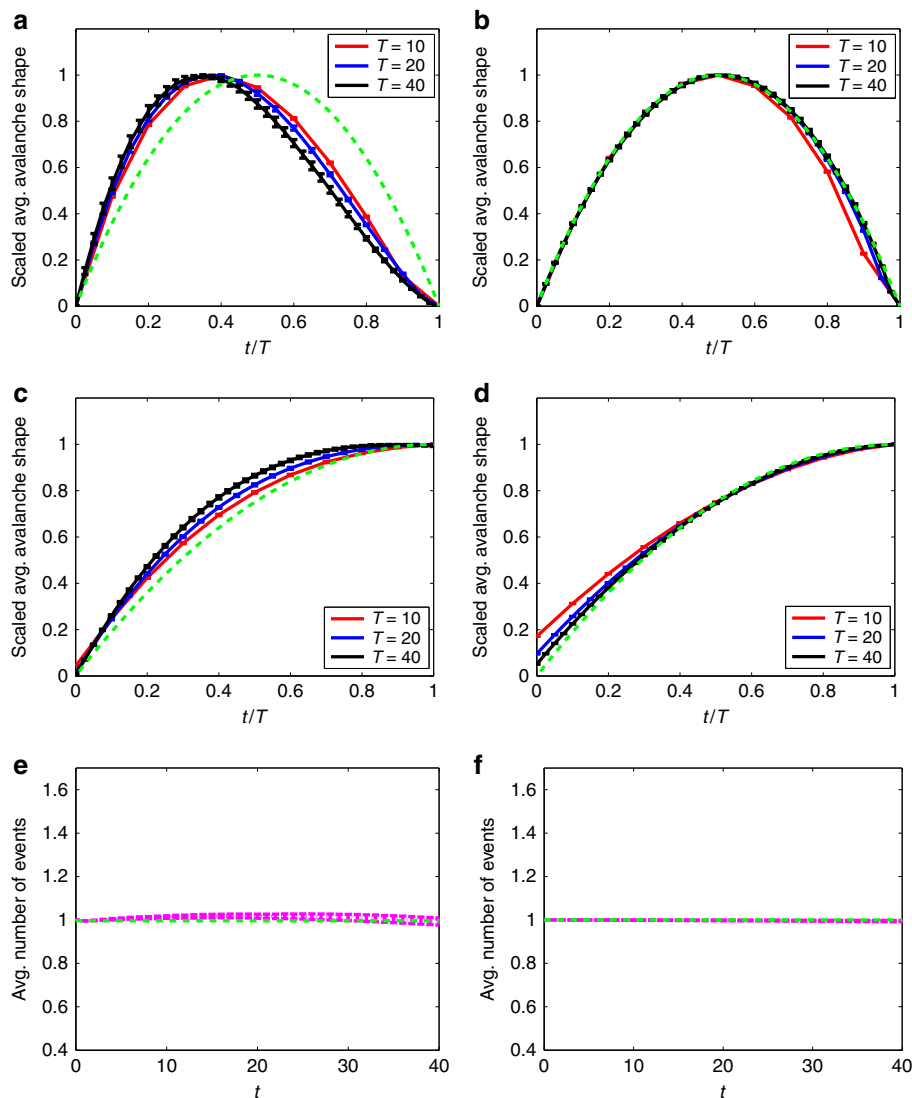 a
Scaled avg. avalanche shape
1
0.8
0.6
0.4
0.2
0
0.2
0.4
0.6
0.8
1
t/T
T = 10
T = 20
T = 40
b
Scaled avg. avalanche shape
1
0.8
0.6
0.4
0.2
0
0
0.2
0.4
0.6
0.8
1
t/T
T = 10
T = 20
T = 40
c
Scaled avg. avalanche shape
1
0.8
0.6
0.4
0.2
0
0
0.2
0.4
0.6
0.8
1
t/T
T = 10
T = 20
T = 40
d
Scaled avg. avalanche shape
1
0.8
0.6
0.4
0.2
0
0
0.2
0.4
0.6
0.8
1
t/T
T = 10
T = 20
T = 40
e
Avg. number of events
1.6
1.4
1.2
1
0.8
0.6
0.4
0
10
20
30
40
t
f
Avg. number of events
1.6
1.4
1.2
1
0.8
0.6
0.4
0
10
20
30
40
t